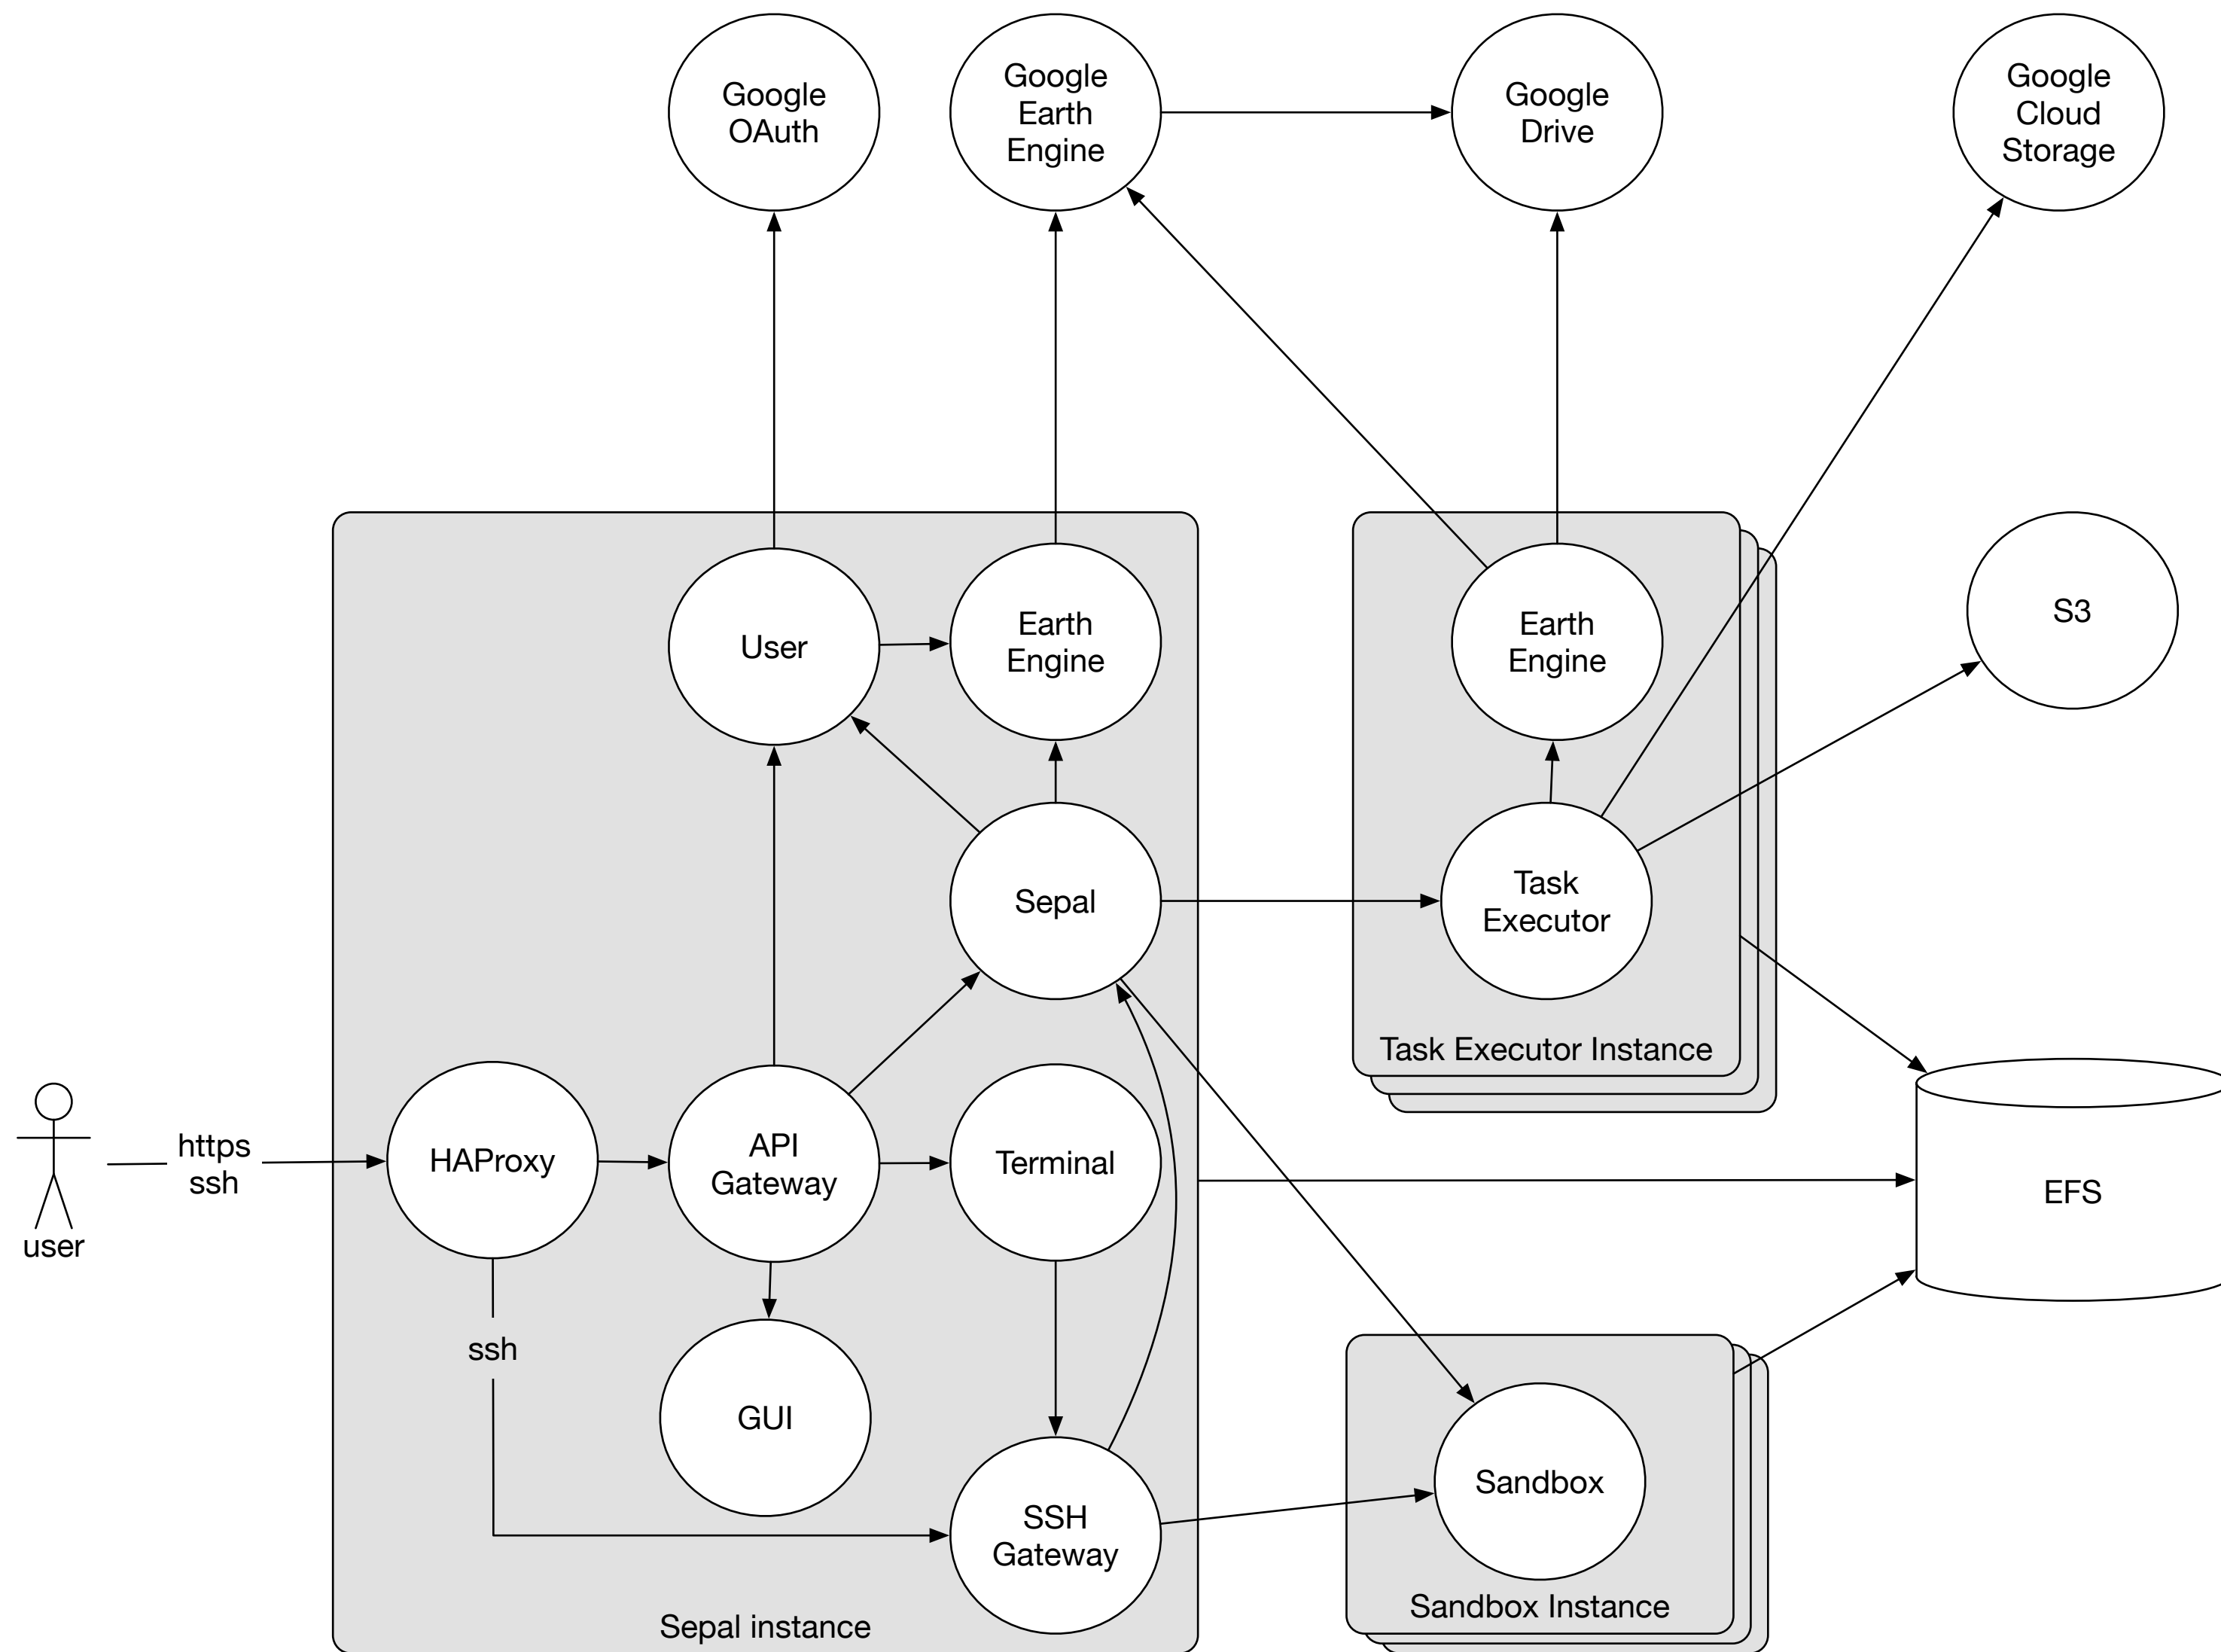 Google
OAuth
Google
Earth
Engine
Google
Drive
Google
Cloud
Storage
User
Earth
Engine
Earth
Engine
S3
Sepal
Task
Executor
Task Executor Instance
https
ssh
user
HAProxy
API
Gateway
Terminal
EFS
ssh
GUI
SSH
Gateway
Sandbox
Sandbox Instance
Sepal instance